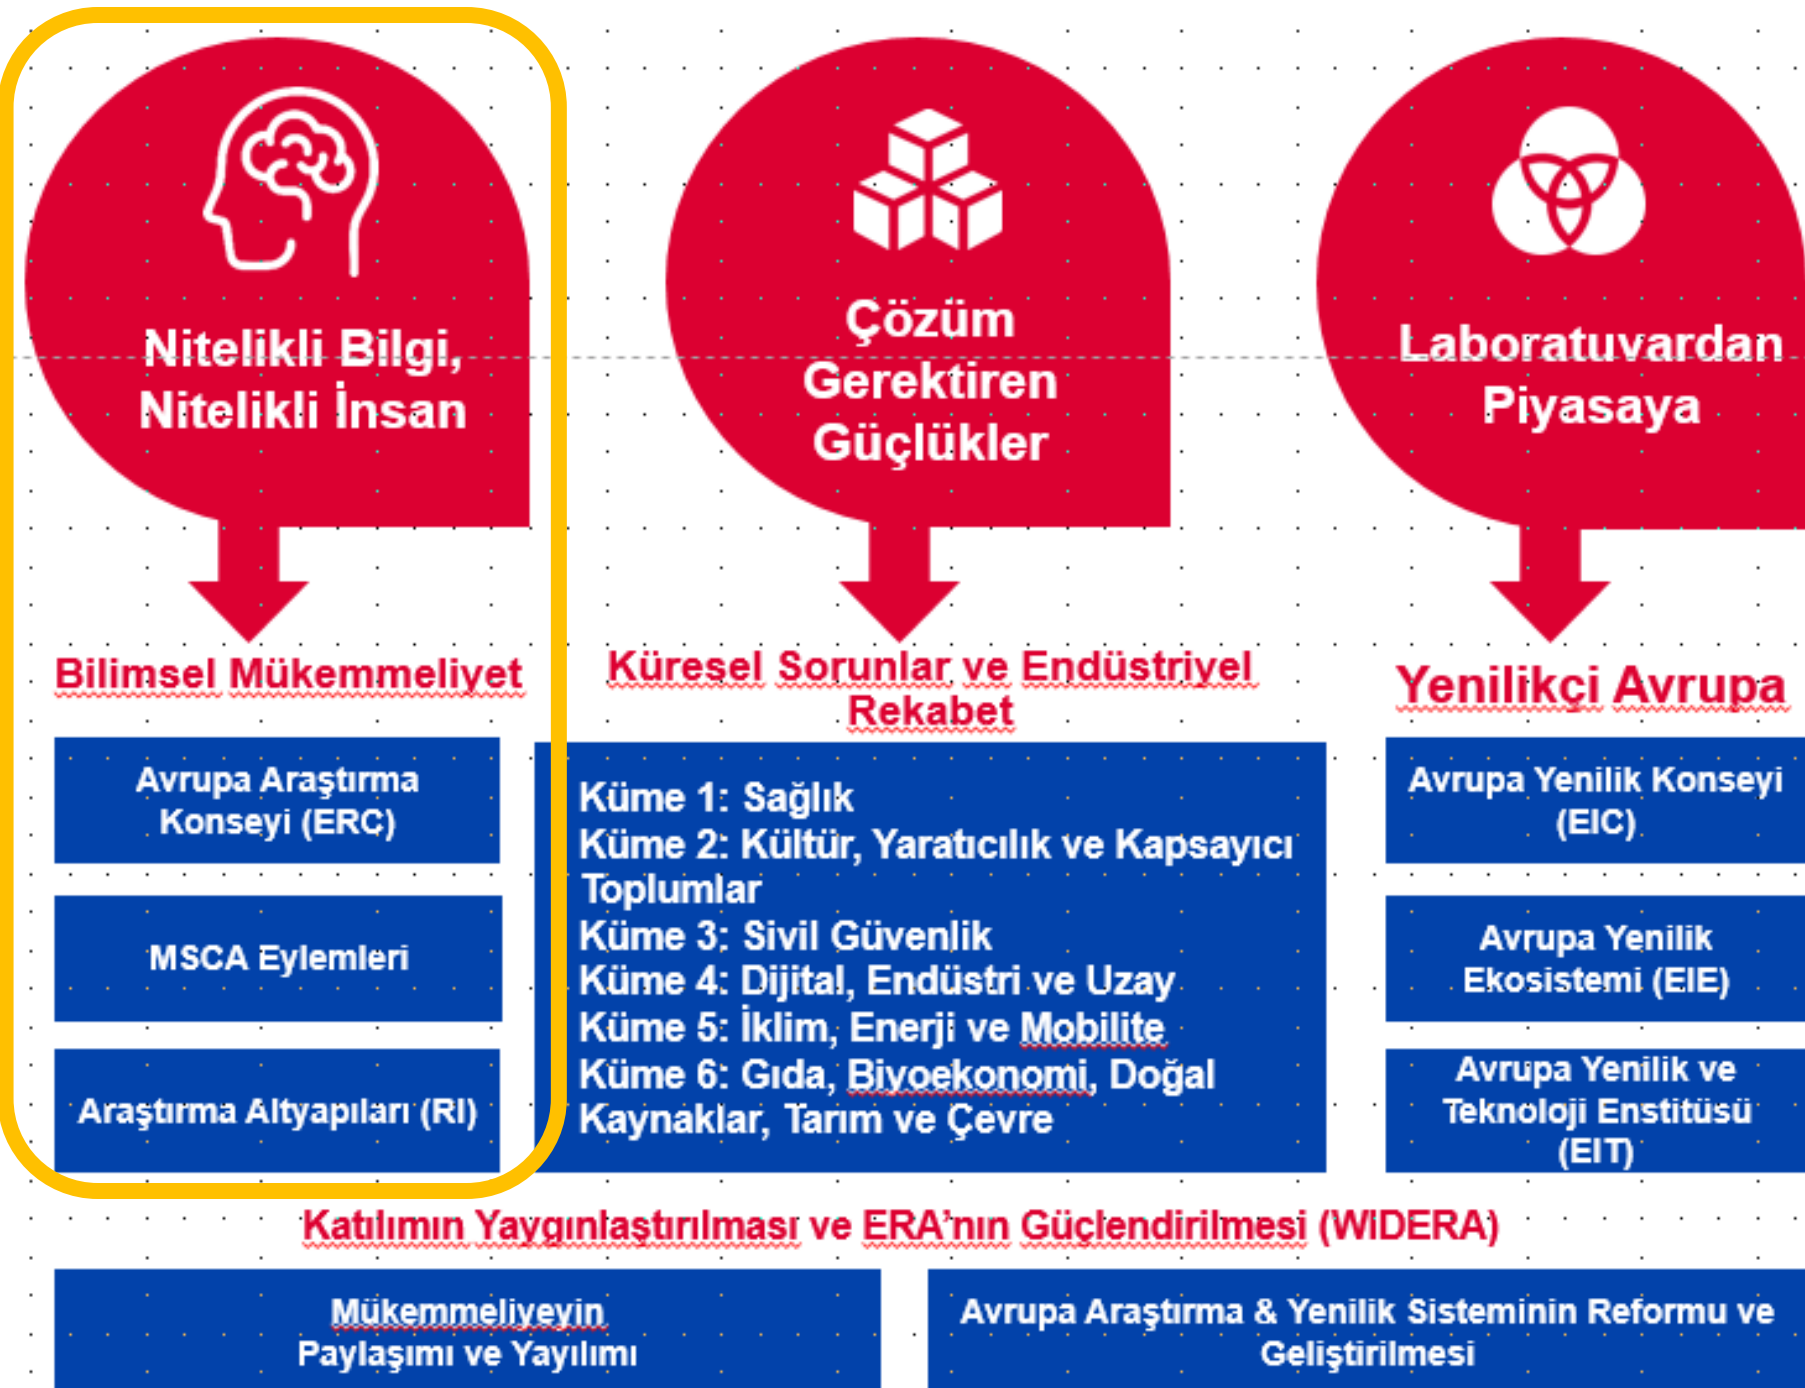 Nitelikli Bilgi,
Nitelikli İnsan
Çözüm
Gerektiren
Güçlükler
Laboratuvardan
Piyasaya
Bilimsel Mükemmeliyet
Küresel Sorunlar ve Endüstriyel
Rekabet
Yenilikçi Avrupa
Avrupa Araştırma
Konseyi (ERC)
MSCA Eylemleri
Araştırma Altyapıları (RI)
Küme 1: Sağlık
Küme 2: Kültür, Yaratıcılık ve Kapsayıcı
Toplumlar
Küme 3: Sivil Güvenlik
Küme 4: Dijital, Endüstri ve Uzay
Küme 5: İklim, Enerji ve Mobilite
Küme 6: Gıda, Biyoekonomi, Doğal
Kaynaklar, Tarım ve Çevre
Avrupa Yenilik Konseyi
(EIC)
Avrupa Yenilik
Ekosistemi (EIE)
Avrupa Yenilik ve
Teknoloji Enstitüsü
(EIT)
Katılımın Yaygınlaştırılması ve ERA’nın Güçlendirilmesi (WIDERA)
Mükemmeliyeyin
Paylaşımı ve Yayılımı
Avrupa Araştırma & Yenilik Sisteminin Reformu ve
Geliştirilmesi